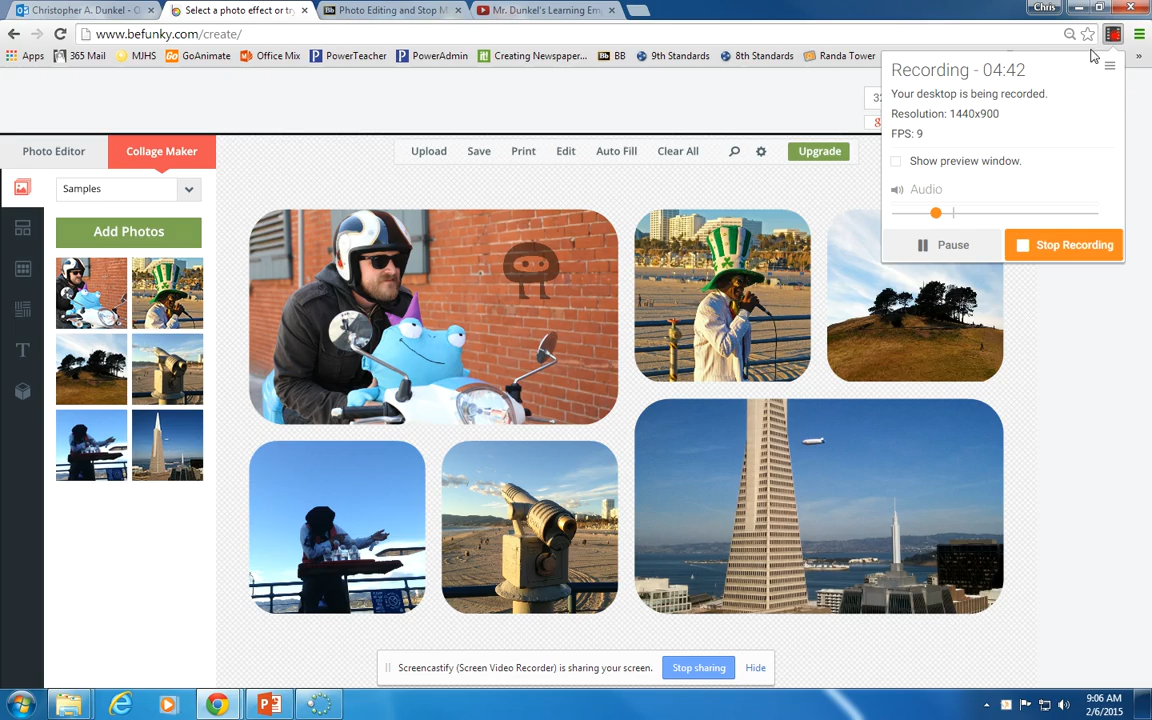 Christopher A. Dunkel - O
Select a photo effect or try
Photo Editing and Stop M
Mr. Dunkel's Learning Em
Chris
www.befunky.com/create/
Apps
365 Mail
MJHS
GoAnimate
Office Mix
PowerTeacher
PowerAdmin
Creating Newspaper...
BB
9th Standards
8th Standards
Randa Tower
»
Recording - 04:42
Your desktop is being recorded.
Resolution: 1440x900
FPS: 9
Show preview window.
Audio
Pause
Stop Recording
Photo Editor
Collage Maker
Upload
Save
Print
Edit
Auto Fill
Clear All
Upgrade
Samples
Add Photos
T
Screencastify (Screen Video Recorder) is sharing your screen.
Stop sharing
Hide
9:06 AM
2/6/2015